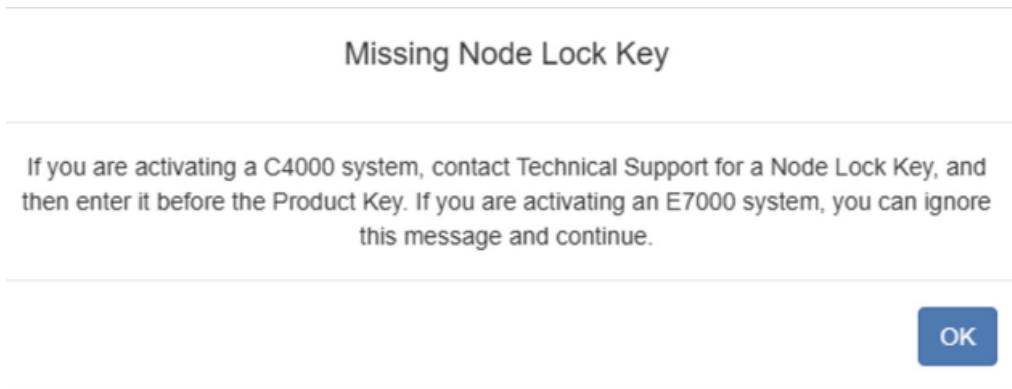 Missing Node Lock Key
If you are activating a C4000 system, contact Technical Support for a Node Lock Key, and
then enter it before the Product Key. If you are activating an E7000 system, you can ignore
this message and continue.
OK